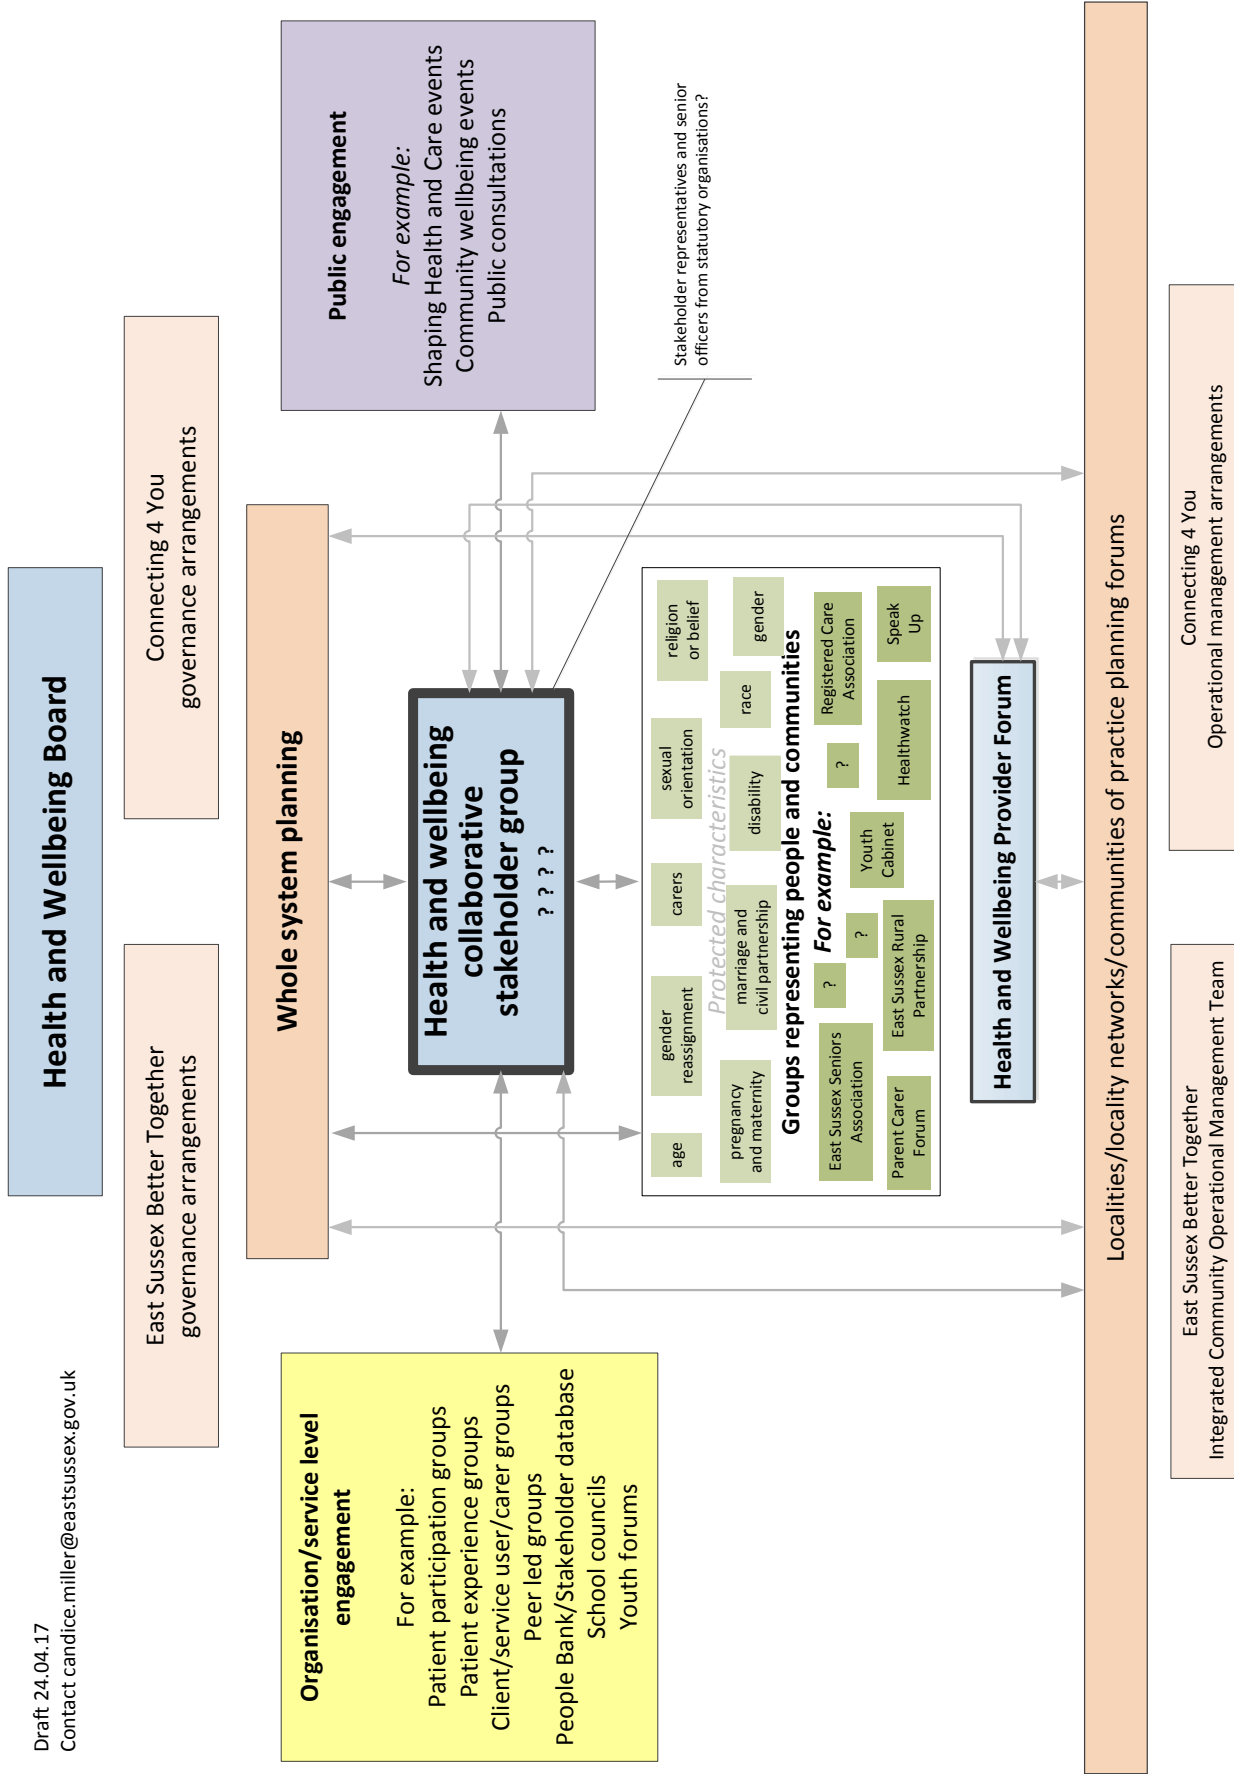 Draft 24.04.17
Contact candice.miller@eastsussex.gov.uk
Health and Wellbeing Board
East Sussex Better Together
governance arrangements
Connecting 4 You
governance arrangements
Whole system planning
Organisation/service level
engagement
For example:
Patient participation groups
Patient experience groups
Client/service user/carer groups
Peer led groups
People Bank/Stakeholder database
School councils
Youth forums
Health and wellbeing
collaborative
stakeholder group
? ? ? ?
Public engagement
For example:
Shaping Health and Care events
Community wellbeing events
Public consultations
Stakeholder representatives and senior
officers from statutory organisations?
age
gender
reassignment
carers
sexual
orientation
religion
or belief
Protected characteristics
pregnancy
and maternity
marriage and
civil partnership
disability
race
gender
Groups representing people and communities
For example:
East Sussex Seniors
Association
?
?
?
Registered Care
Association
Youth
Cabinet
Parent Carer
Forum
East Sussex Rural
Partnership
Healthwatch
Speak
Up
Health and Wellbeing Provider Forum
Localities/locality networks/communities of practice planning forums
East Sussex Better Together
Integrated Community Operational Management Team
Connecting 4 You
Operational management arrangements